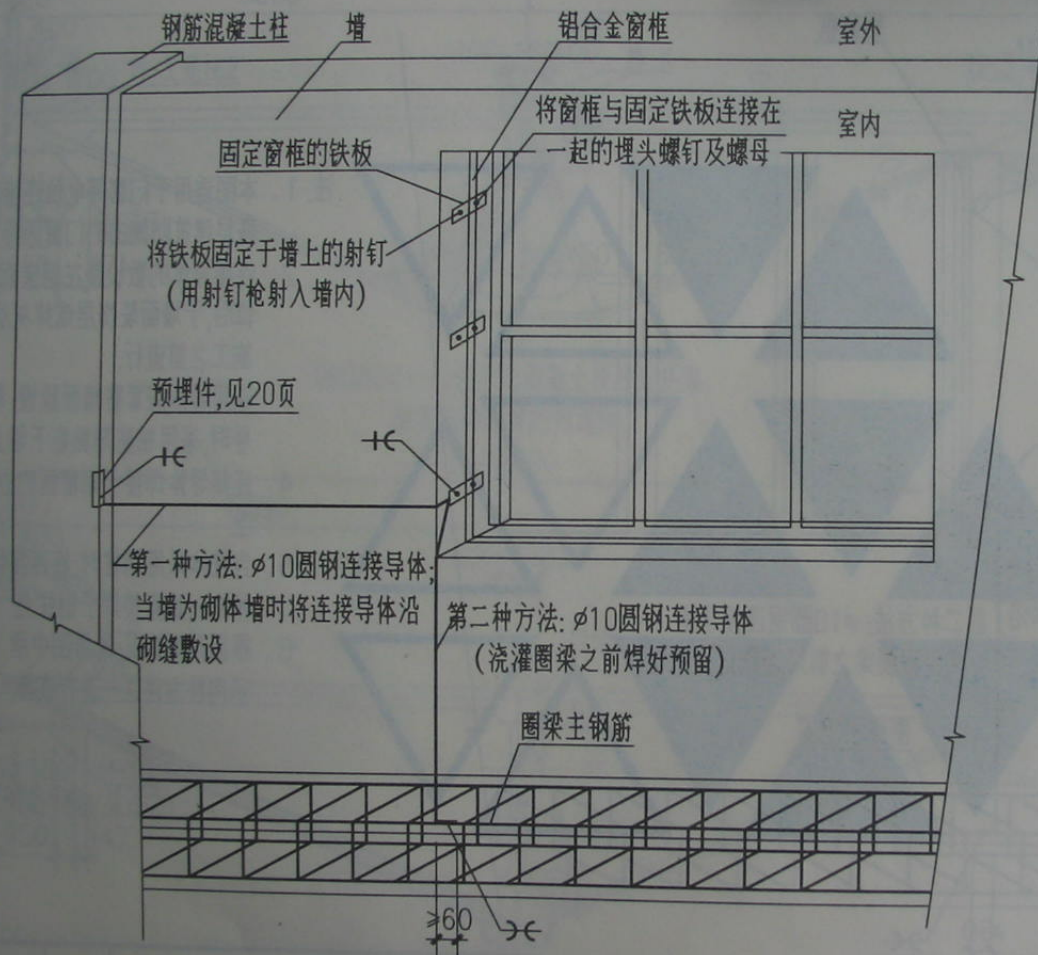 钢筋混凝土柱
墙
铝合金窗框
室外
将窗框与固定铁板连接在
一起的埋头螺钉及螺母
室内
固定窗框的铁板
将铁板固定于墙上的射钉
(用射钉枪射入墙内)
预埋件,见20页
第一种方法: ø10圆钢连接导体;
当墙为砌体墙时将连接导体沿
砌缝敷设
第二种方法: ø10圆钢连接导体
(浇灌圈梁之前焊好预留)
圈梁主钢筋
≥60